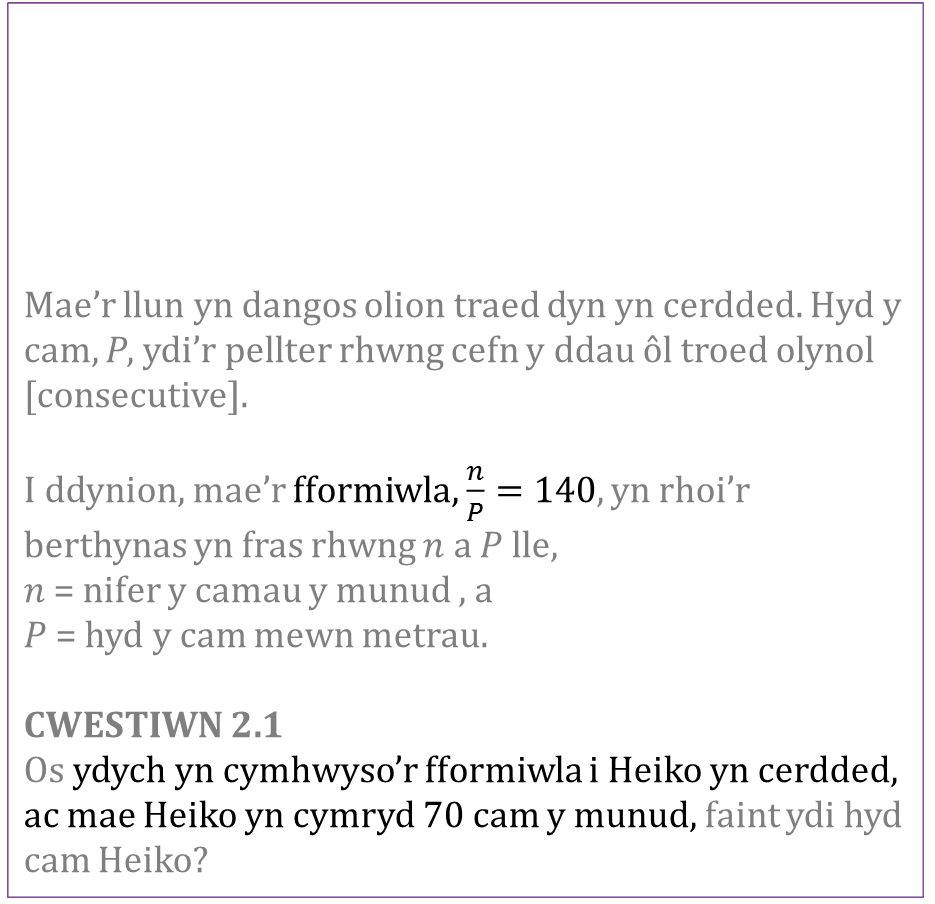 Mae’r llun yn dangos olion traed dyn yn cerdded. Hyd y
cam, P, ydi’r pellter rhwng cefn y ddau ôl troed olynol
[consecutive].
I ddynion, mae’r fformiwla, n/P = 140, yn rhoi’r
berthynas yn fras rhwng n a P lle,
n = nifer y camau y munud , a
P = hyd y cam mewn metrau.
CWESTIWN 2.1
Os ydych yn cymhwyso’r fformiwla i Heiko yn cerdded,
ac mae Heiko yn cymryd 70 cam y munud, faint ydi hyd
cam Heiko?